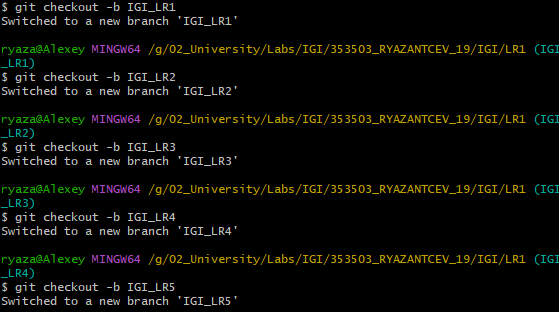 $ git checkout -b IGI_LR1
Switched to a new branch 'IGI_LR1'
ryaza@Alexey MINGW64 /g/02_University/Labs/IGI/353503_RYAZANTCEV_19/IGI/LR1 (IGI
_LR1)
$ git checkout -b IGI_LR2
Switched to a new branch 'IGI_LR2'
ryaza@Alexey MINGW64 /g/02_University/Labs/IGI/353503_RYAZANTCEV_19/IGI/LR1 (IGI
_LR2)
$ git checkout -b IGI_LR3
Switched to a new branch 'IGI_LR3'
ryaza@Alexey MINGW64 /g/02_University/Labs/IGI/353503_RYAZANTCEV_19/IGI/LR1 (IGI
_LR3)
$ git checkout -b IGI_LR4
Switched to a new branch 'IGI_LR4'
ryaza@Alexey MINGW64 /g/02_University/Labs/IGI/353503_RYAZANTCEV_19/IGI/LR1 (IGI
_LR4)
$ git checkout -b IGI_LR5
Switched to a new branch 'IGI_LR5'